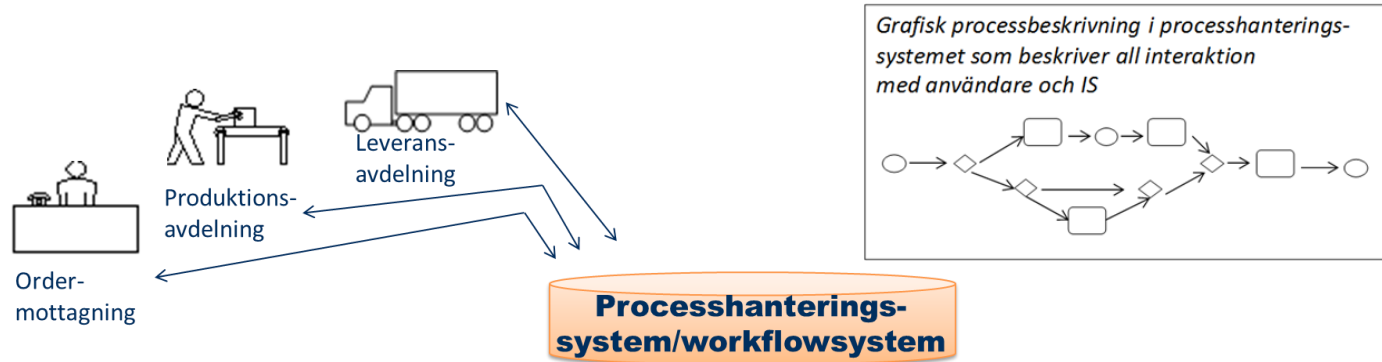 Grafisk processbeskrivning i processhanterings-
systemet som beskriver all interaktion
med användare och IS
Leverans-
avdelning
Produktions-
avdelning
Order-
mottagning
Processhanterings-
system/workflowsystem